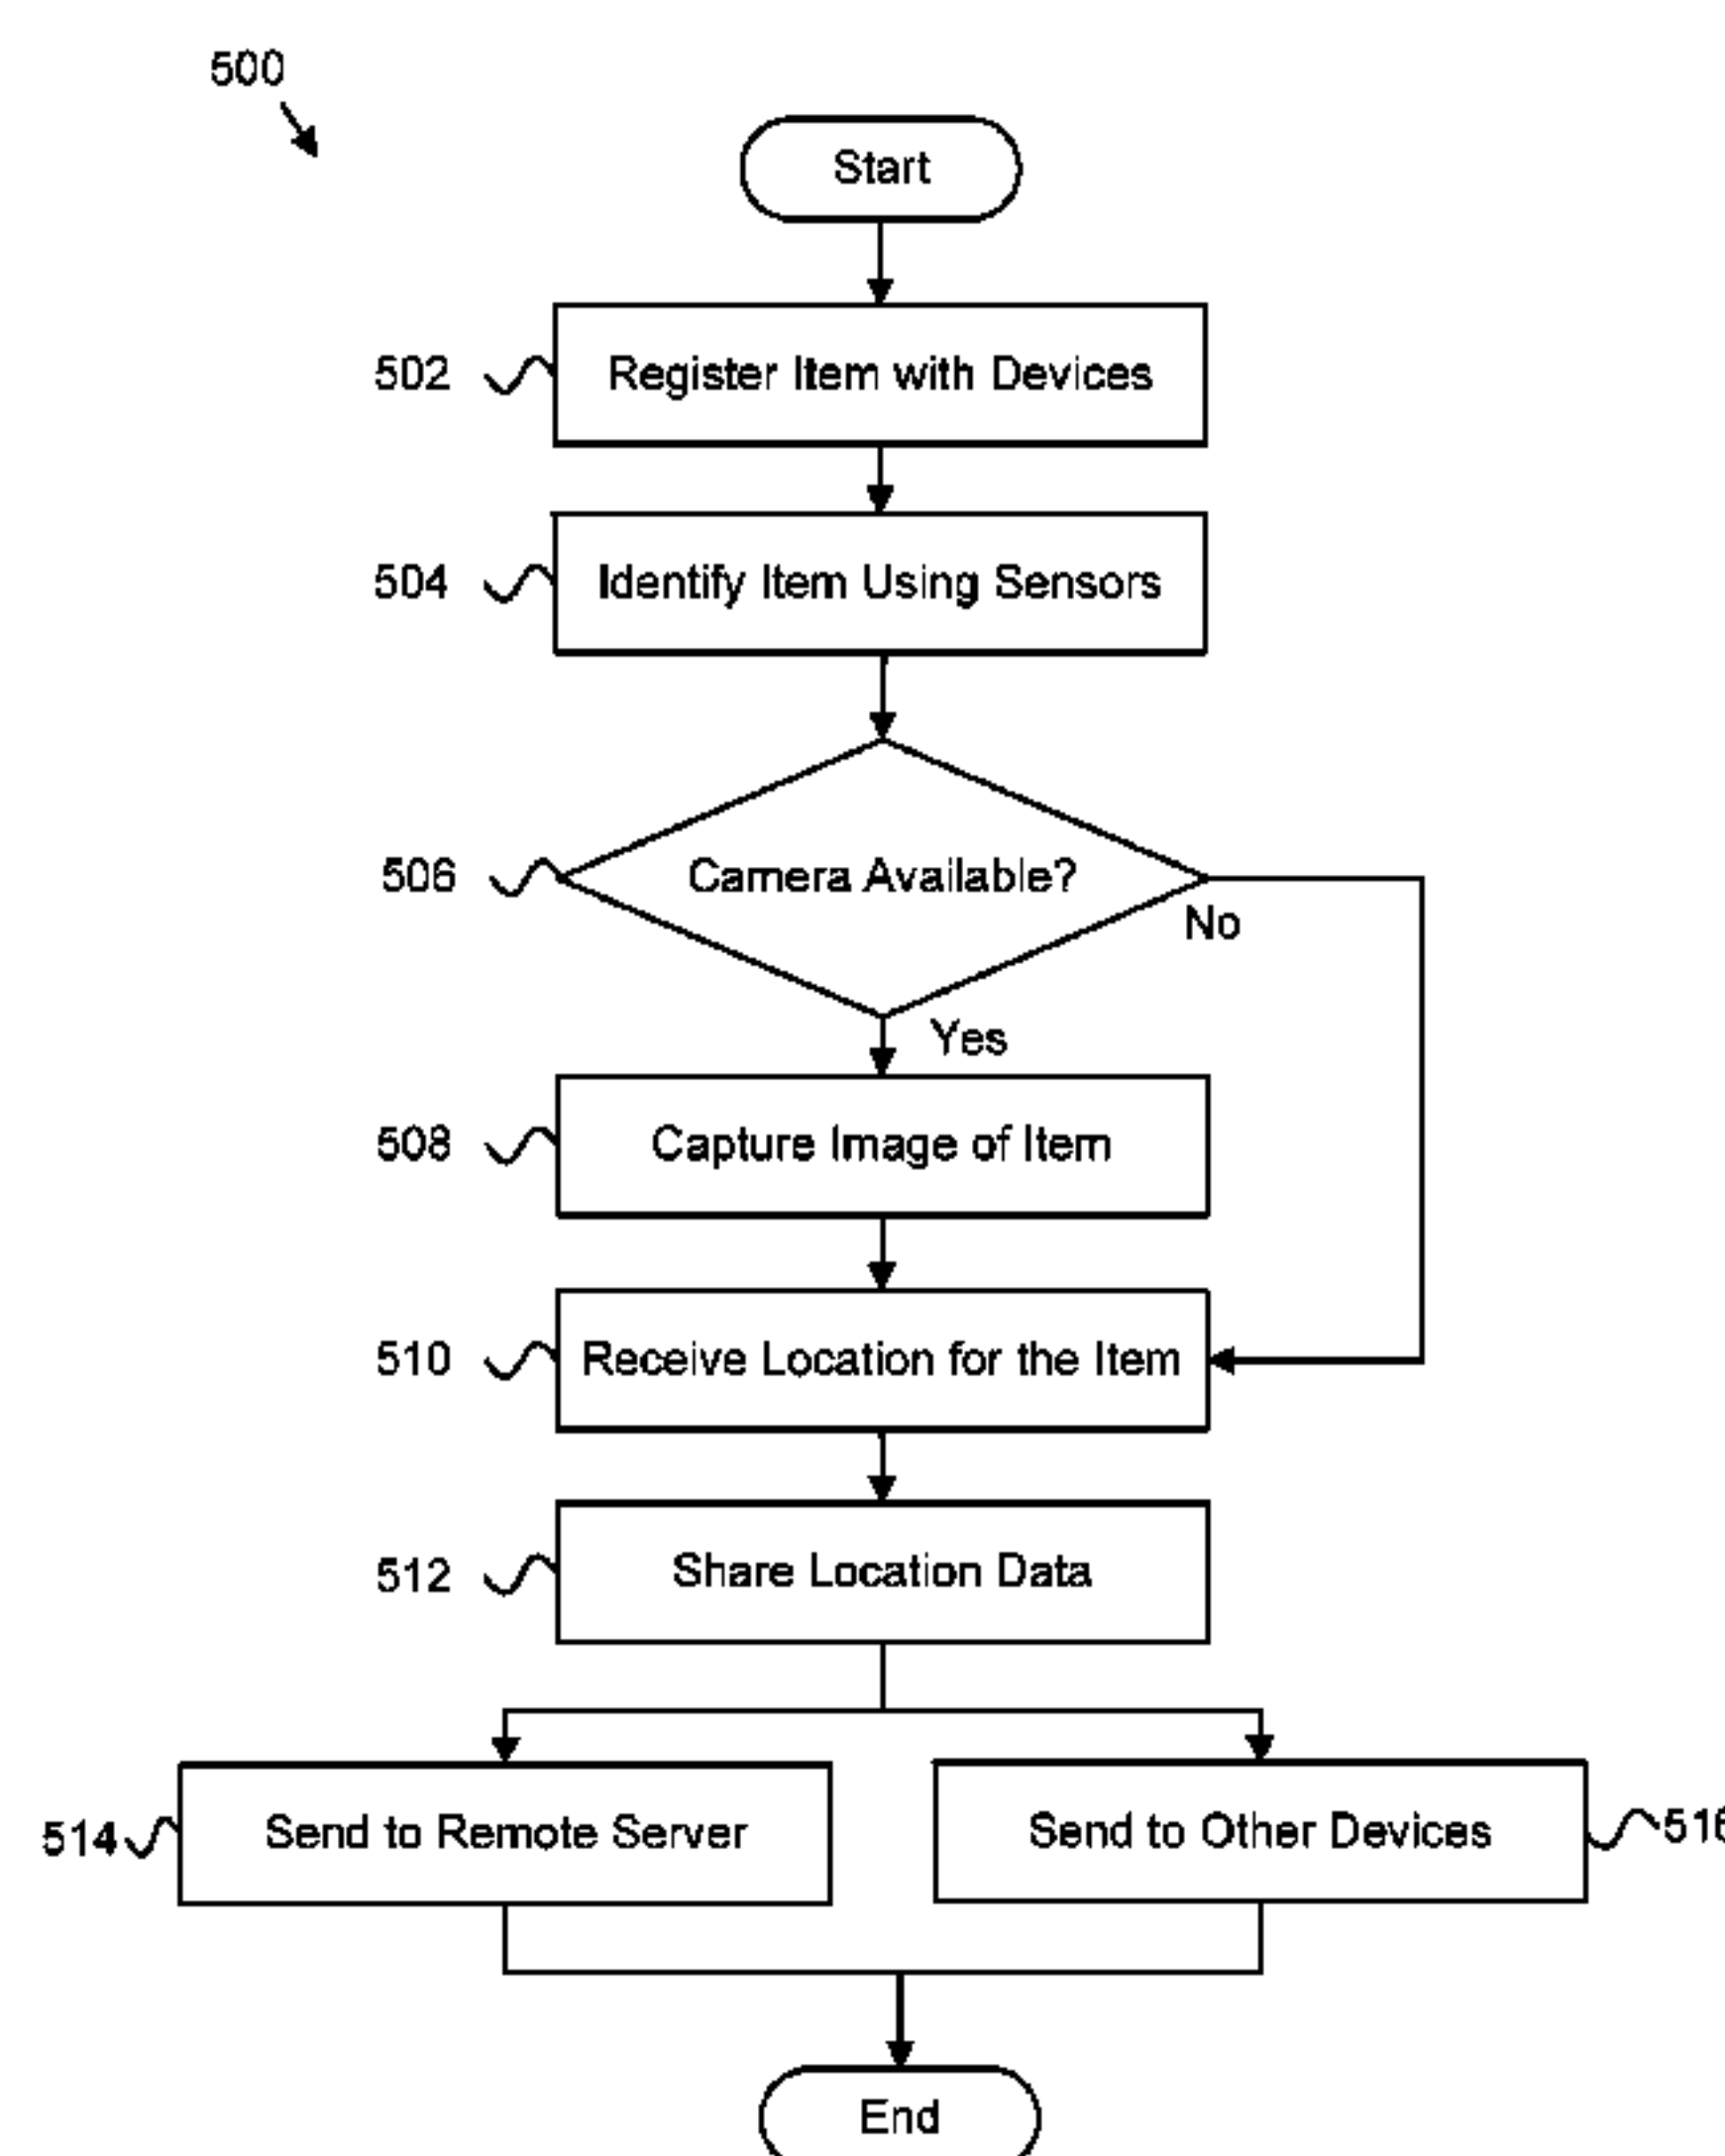 500
Start
502 Register Item with Devices
504 Identify Item Using Sensors
506 Camera Available?
No
Yes
508 Capture Image of Item
510 Receive Location for the Item
512 Share Location Data
514 Send to Remote Server
Send to Other Devices
End